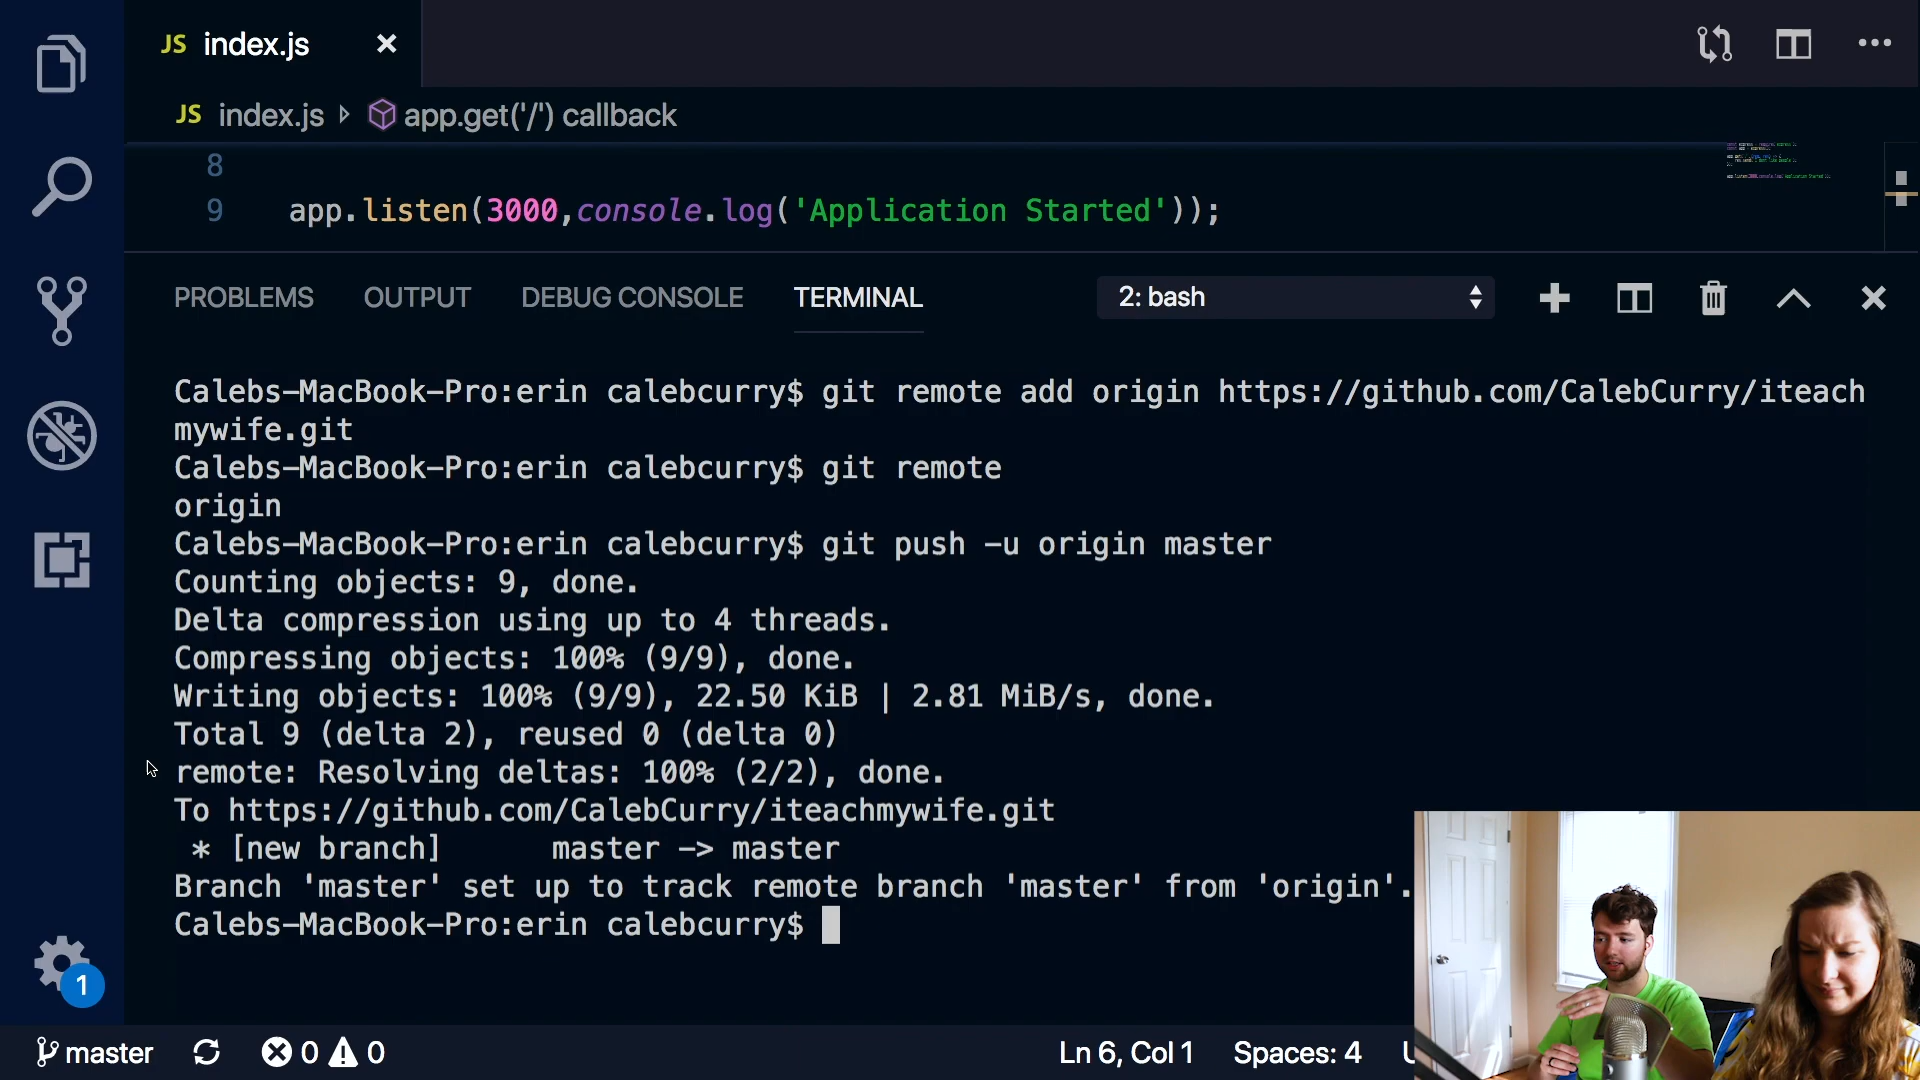 JS index.js
JS index.js app.get('/') callback
8
9 app.listen(3000,console.log('Application Started'));
PROBLEMS OUTPUT DEBUG CONSOLE TERMINAL 2: bash
Calebs-MacBook-Pro:erin calebcurry$ git remote add origin https://github.com/CalebCurry/iteach
mywife.git
Calebs-MacBook-Pro:erin calebcurry$ git remote
origin
Calebs-MacBook-Pro:erin calebcurry$ git push -u origin master
Counting objects: 9, done.
Delta compression using up to 4 threads.
Compressing objects: 100% (9/9), done.
Writing objects: 100% (9/9), 22.50 KiB | 2.81 MiB/s, done.
Total 9 (delta 2), reused 0 (delta 0)
remote: Resolving deltas: 100% (2/2), done.
To https://github.com/CalebCurry/iteachmywife.git
* [new branch] master -> master
Branch 'master' set up to track remote branch 'master' from 'origin'.
Calebs-MacBook-Pro:erin calebcurry$
1
master 0 0 Ln 6, Col 1 Spaces: 4